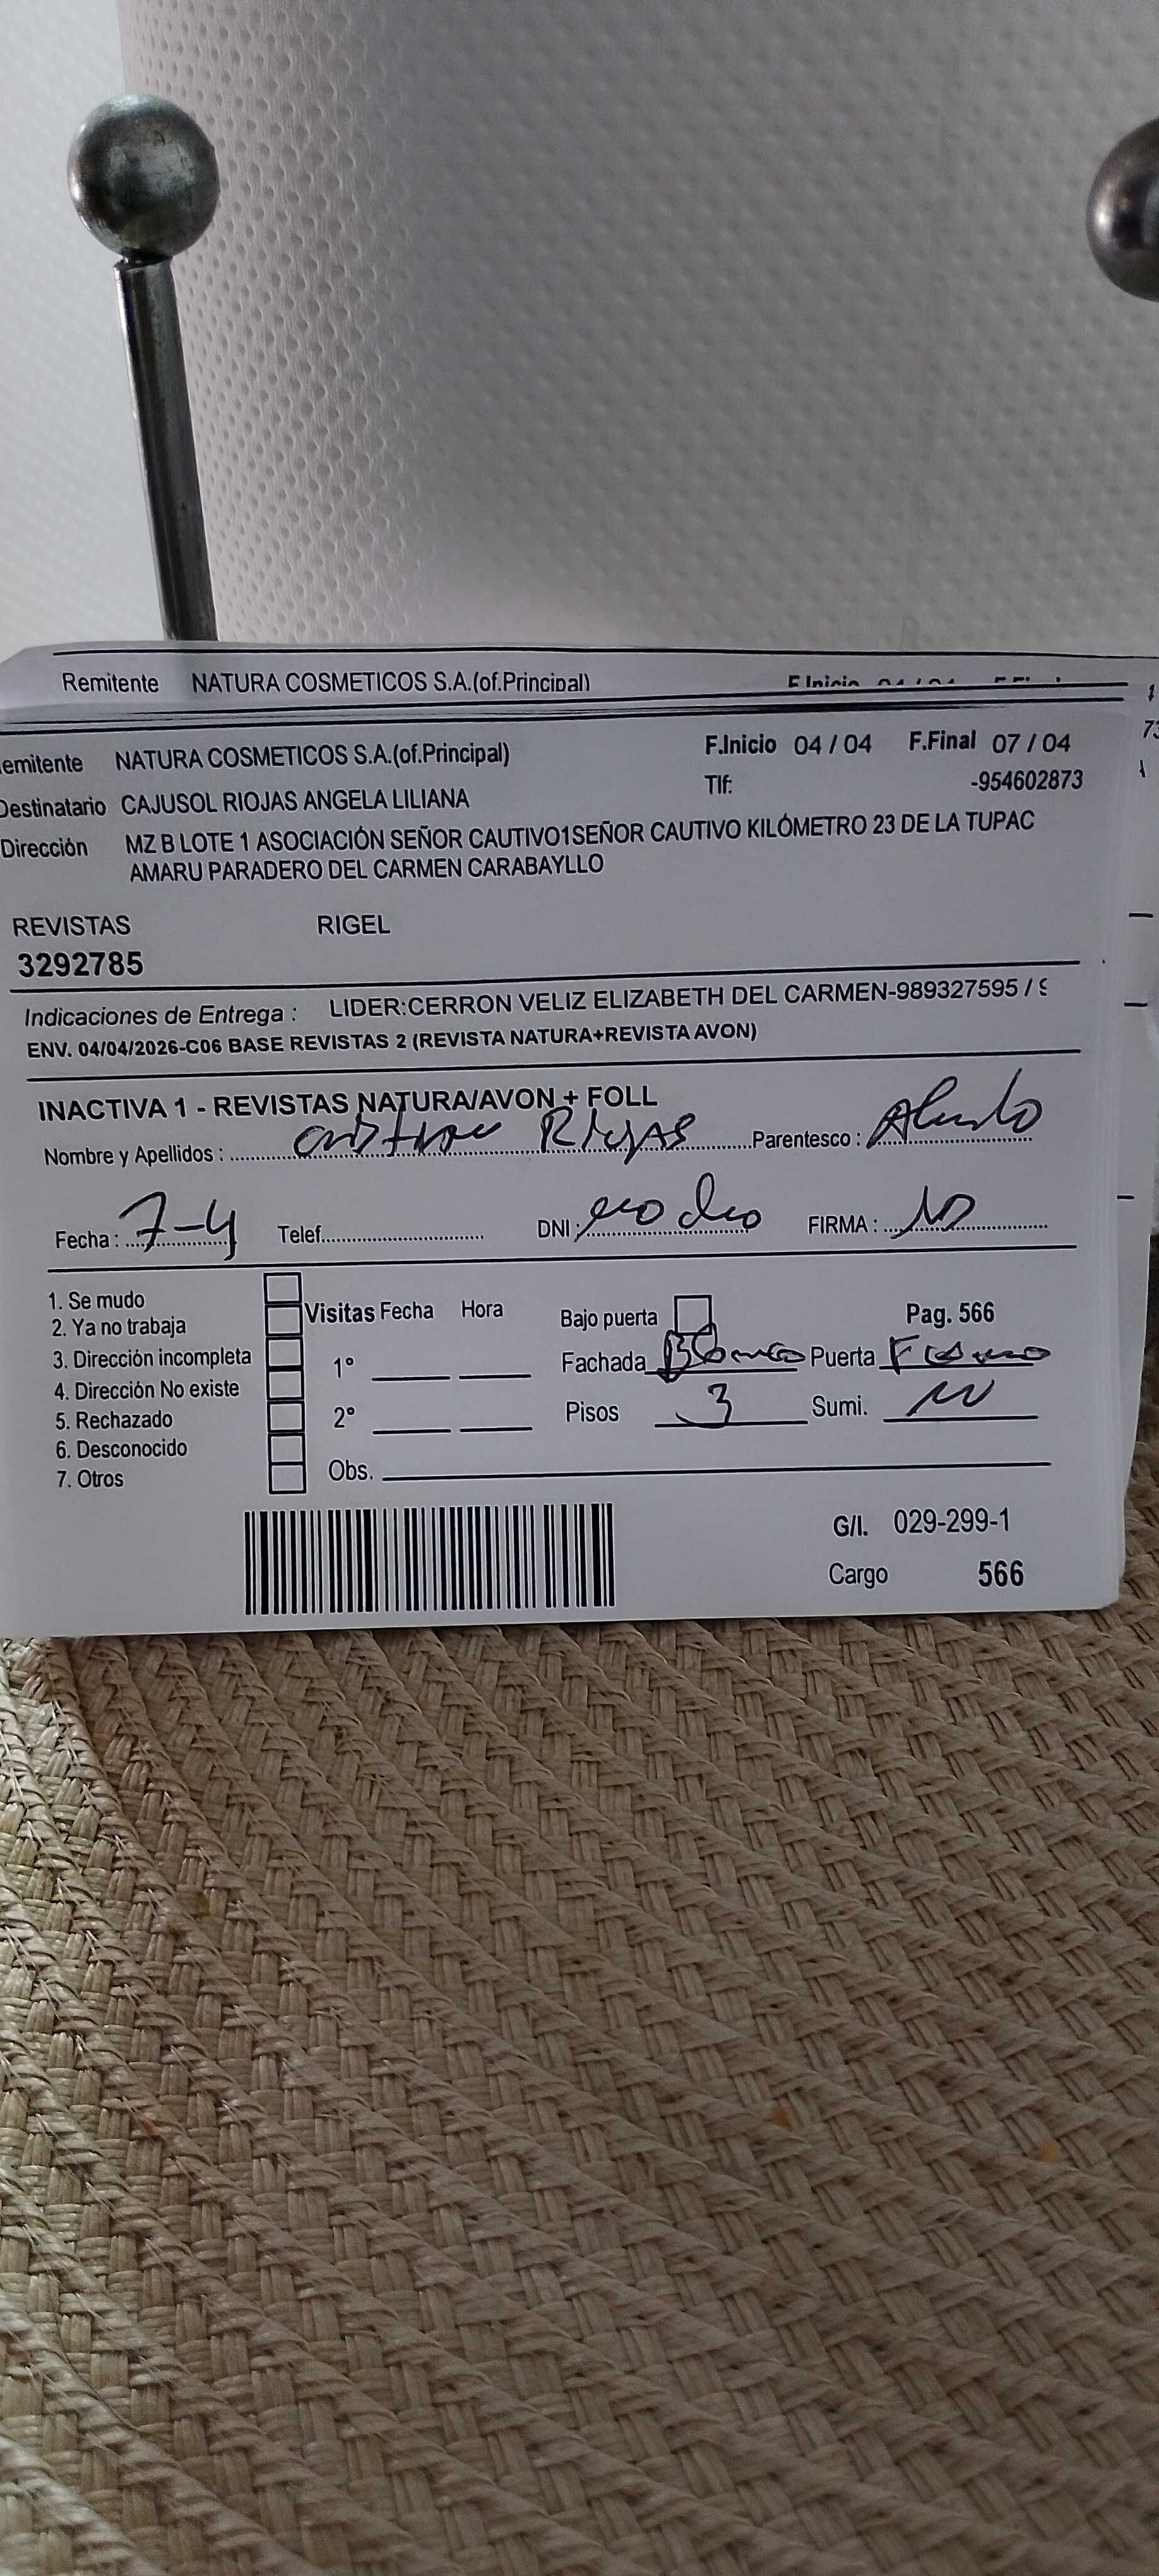 Remitente NATURA COSMETICOS S.A.(of.Principal) F.Inicio
emitente NATURA COSMETICOS S.A.(of.Principal) F.Inicio 04 / 04 F.Final 07 / 04
Tlf: -954602873
Destinatario CAJUSOL RIOJAS ANGELA LILIANA
Dirección MZ B LOTE 1 ASOCIACIÓN SEÑOR CAUTIVO1SEÑOR CAUTIVO KILÓMETRO 23 DE LA TUPAC
AMARU PARADERO DEL CARMEN CARABAYLLO
REVISTAS RIGEL
3292785
Indicaciones de Entrega : LIDER:CERRON VELIZ ELIZABETH DEL CARMEN-989327595 / 9
ENV. 04/04/2026-C06 BASE REVISTAS 2 (REVISTA NATURA+REVISTA AVON)
INACTIVA 1 - REVISTAS NATURA/AVON + FOLL
Nombre y Apellidos : Riojas Parentesco :
Fecha : 7-4 Telef. DNI : FIRMA :
1. Se mudo
2. Ya no trabaja
3. Dirección incompleta
4. Dirección No existe
5. Rechazado
6. Desconocido
7. Otros
Visitas Fecha Hora
1°
2°
Obs.
Bajo puerta Pag. 566
Fachada Blanco Puerta Fierro
Pisos 3 Sumi.
G/I. 029-299-1
Cargo 566